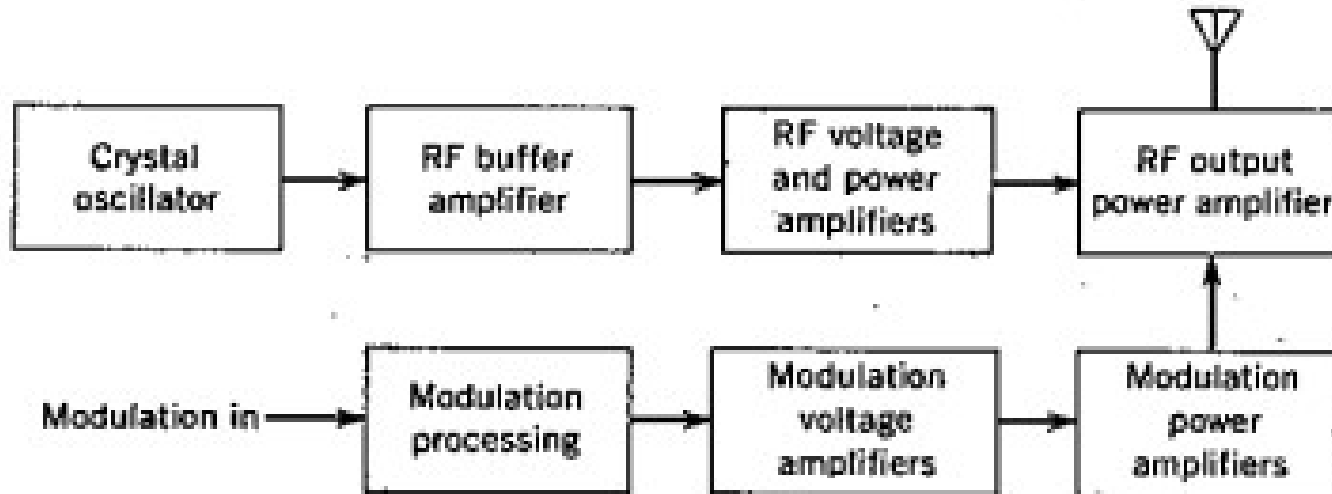 Crystal
oscillator
RF buffer
amplifier
RF voltage
and power
amplifiers
RF output
power amplifier
Modulation in
Modulation
processing
Modulation
voltage
amplifiers
Modulation
power
amplifiers